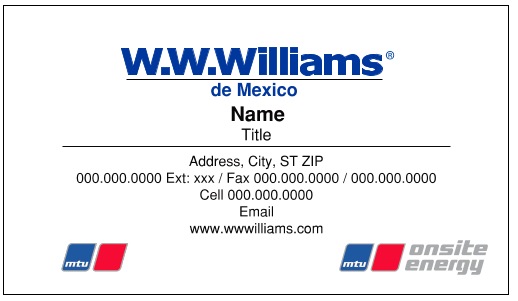 W.W.Williams®
de Mexico
Name
Title
Address, City, ST ZIP
000.000.0000 Ext: xxx / Fax 000.000.0000 / 000.000.0000
Cell 000.000.0000
Email
www.wwwilliams.com
mtu
mtu onsite energy